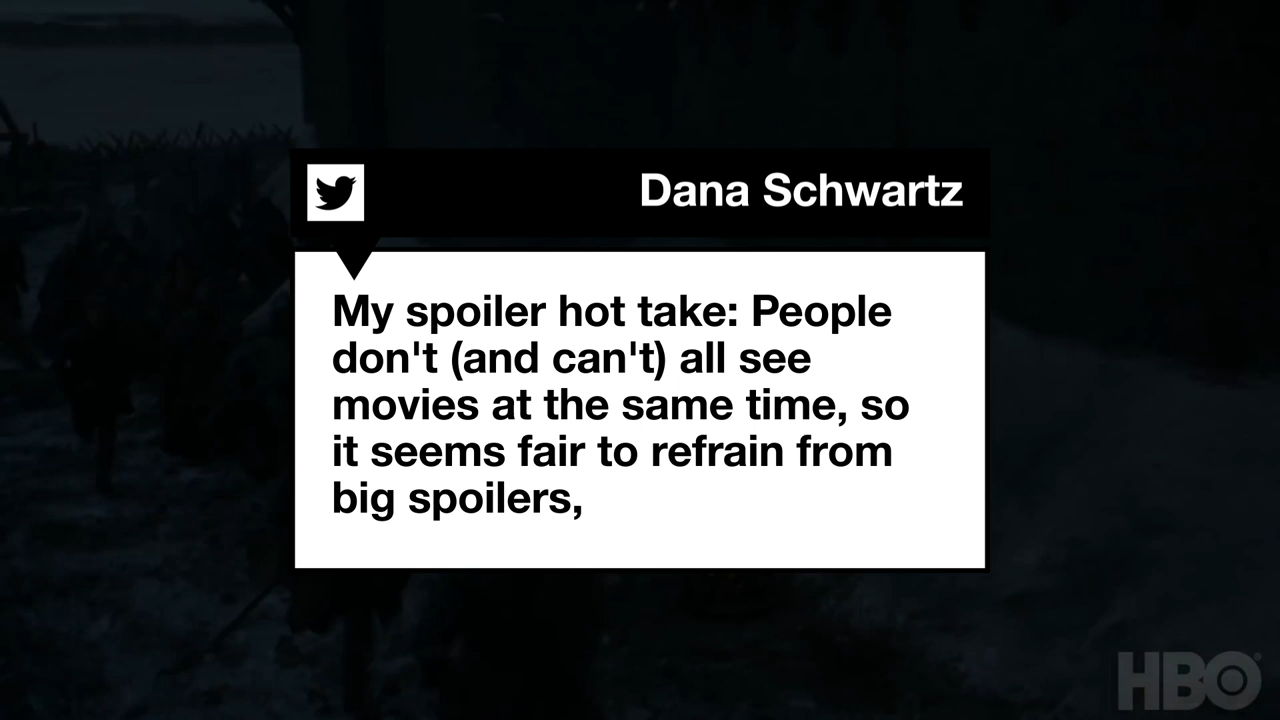 Dana Schwartz
My spoiler hot take: People
don't (and can't) all see
movies at the same time, so
it seems fair to refrain from
big spoilers,
HBO